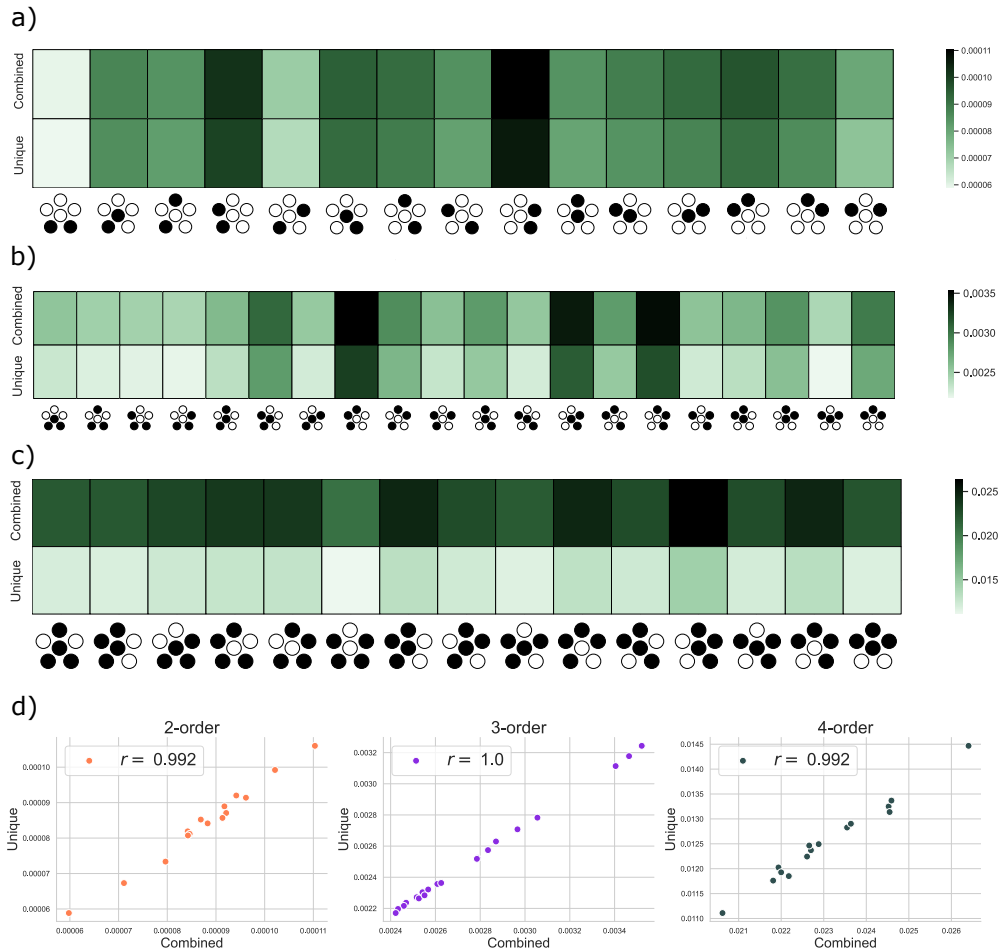 a)
Combined
Unique
0.00011
0.00010
0.00009
0.00008
0.00007
0.00006
b)
Combined
Unique
0.0035
0.0030
0.0025
c)
Combined
Unique
0.025
0.020
0.015
d)
2-order
r = 0.992
Unique
0.00010
0.00009
0.00008
0.00007
0.00006
0.00006 0.00007 0.00008 0.00009 0.00010 0.00011
Combined
3-order
r = 1.0
Unique
0.0032
0.0030
0.0028
0.0026
0.0024
0.0022
0.0024 0.0026 0.0028 0.0030 0.0032 0.0034
Combined
4-order
r = 0.992
Unique
0.0145
0.0140
0.0135
0.0130
0.0125
0.0120
0.0115
0.0110
0.021 0.022 0.023 0.024 0.025 0.026
Combined